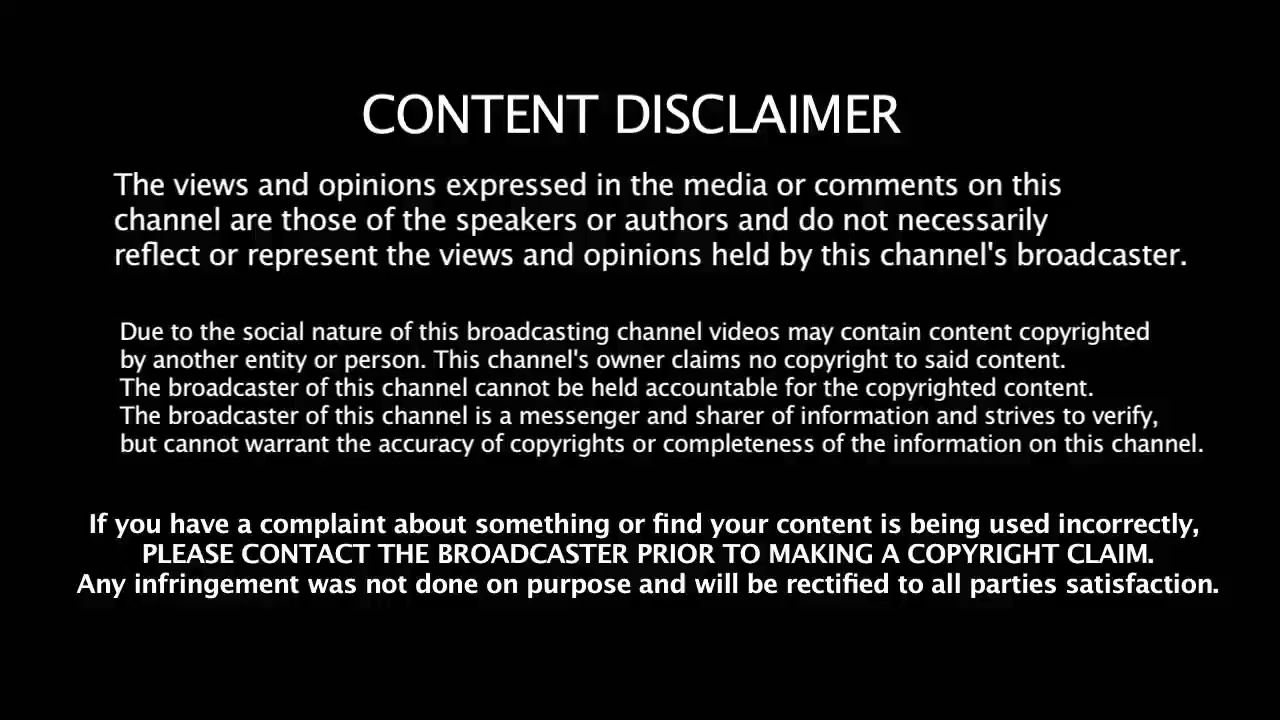 CONTENT DISCLAIMER
The views and opinions expressed in the media or comments on this
channel are those of the speakers or authors and do not necessarily
reflect or represent the views and opinions held by this channel's broadcaster.
Due to the social nature of this broadcasting channel videos may contain content copyrighted
by another entity or person. This channel's owner claims no copyright to said content.
The broadcaster of this channel cannot be held accountable for the copyrighted content.
The broadcaster of this channel is a messenger and sharer of information and strives to verify,
but cannot warrant the accuracy of copyrights or completeness of the information on this channel.
If you have a complaint about something or find your content is being used incorrectly,
PLEASE CONTACT THE BROADCASTER PRIOR TO MAKING A COPYRIGHT CLAIM.
Any infringement was not done on purpose and will be rectified to all parties satisfaction.